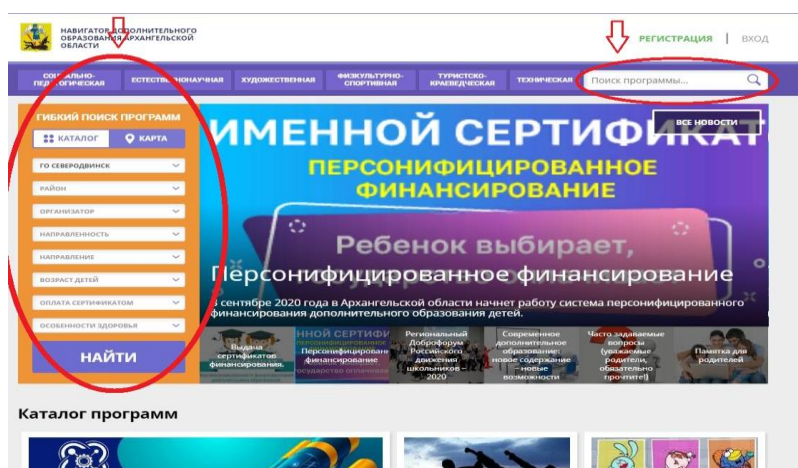 НАВИГАТОР ДОПОЛНИТЕЛЬНОГО
ОБРАЗОВАНИЯ АРХАНГЕЛЬСКОЙ
ОБЛАСТИ
РЕГИСТРАЦИЯ | ВХОД
СОЦИАЛЬНО-
ПЕДАГОГИЧЕСКАЯ
ЕСТЕСТВЕННОНАУЧНАЯ
ХУДОЖЕСТВЕННАЯ
ФИЗКУЛЬТУРНО-
СПОРТИВНАЯ
ТУРИСТСКО-
КРАЕВЕДЧЕСКАЯ
ТЕХНИЧЕСКАЯ
Поиск программы...
ГИБКИЙ ПОИСК ПРОГРАММ
КАТАЛОГ
КАРТА
ГО СЕВЕРОДВИНСК
РАЙОН
ОРГАНИЗАТОР
НАПРАВЛЕННОСТЬ
НАПРАВЛЕНИЕ
ВОЗРАСТ ДЕТЕЙ
ОПЛАТА СЕРТИФИКАТОМ
ОСОБЕННОСТИ ЗДОРОВЬЯ
НАЙТИ
ВСЕ НОВОСТИ
ИМЕННОЙ СЕРТИФИКАТ
ПЕРСОНИФИЦИРОВАННОЕ
ФИНАНСИРОВАНИЕ
Ребенок выбирает,
Персонифицированное финансирование
В сентябре 2020 года в Архангельской области начнет работу система персонифицированного
финансирования дополнительного образования детей.
Выдача
сертификатов
финансирования.
ННОЙ СЕРТИФИ
Персонифицирован
финансирование
Региональный
Доброфорум
Российского
движения
школьников –
2020
Современное
дополнительное
образование:
новое содержание
– новые
возможности
Часто задаваемые
вопросы
(уважаемые
родители,
обязательно
прочтите!)
Памятка для
родителей
Каталог программ